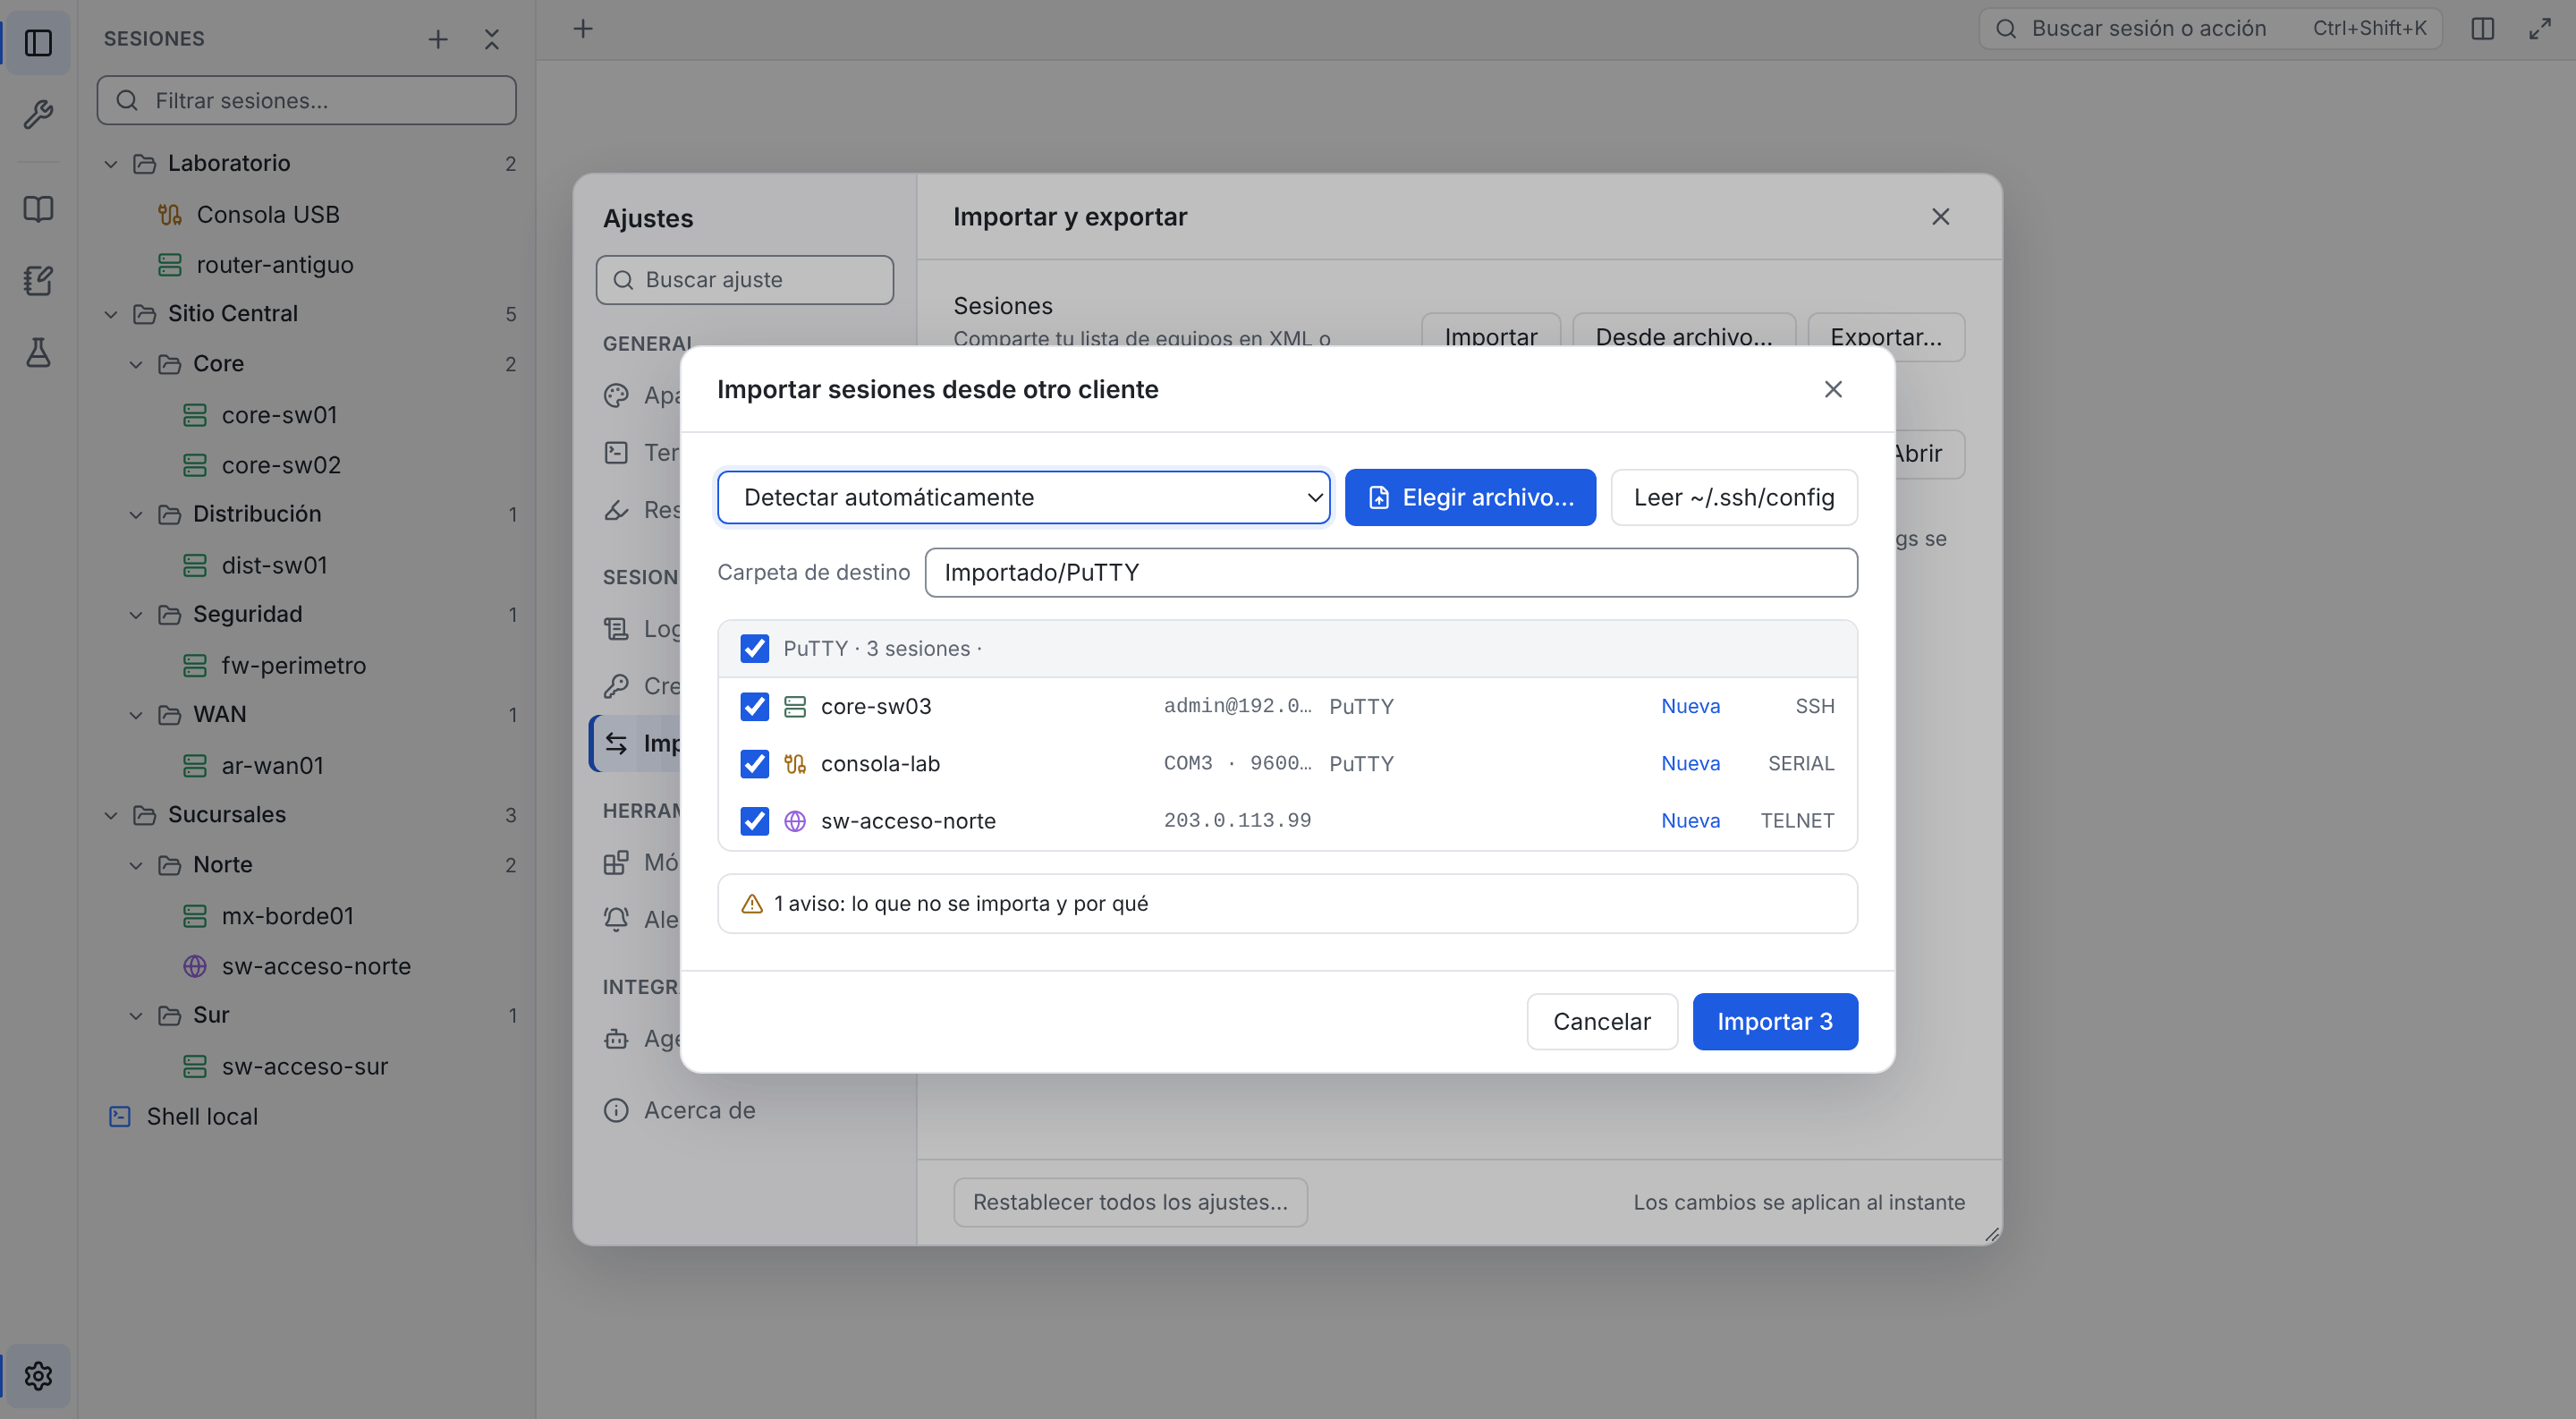 SESIONES
Filtrar sesiones...
Laboratorio 2
Consola USB
router-antiguo
Sitio Central 5
Core 2
core-sw01
core-sw02
Distribución 1
dist-sw01
Seguridad 1
fw-perimetro
WAN 1
ar-wan01
Sucursales 3
Norte 2
mx-borde01
sw-acceso-norte
Sur 1
sw-acceso-sur
Shell local
Buscar sesión o acción Ctrl+Shift+K
Ajustes
Buscar ajuste
GENERAL
Apa
Ter
Res
SESION
Log
Cre
Imp
HERRAM
Mó
Ale
INTEGR
Age
Acerca de
Importar y exportar
Sesiones
Comparte tu lista de equipos en XML o
Importar Desde archivo... Exportar...
Abrir
gs se
Importar sesiones desde otro cliente
Detectar automáticamente Elegir archivo... Leer ~/.ssh/config
Carpeta de destino Importado/PuTTY
PuTTY · 3 sesiones ·
core-sw03 admin@192.0… PuTTY Nueva SSH
consola-lab COM3 · 9600… PuTTY Nueva SERIAL
sw-acceso-norte 203.0.113.99 Nueva TELNET
1 aviso: lo que no se importa y por qué
Cancelar Importar 3
Restablecer todos los ajustes... Los cambios se aplican al instante